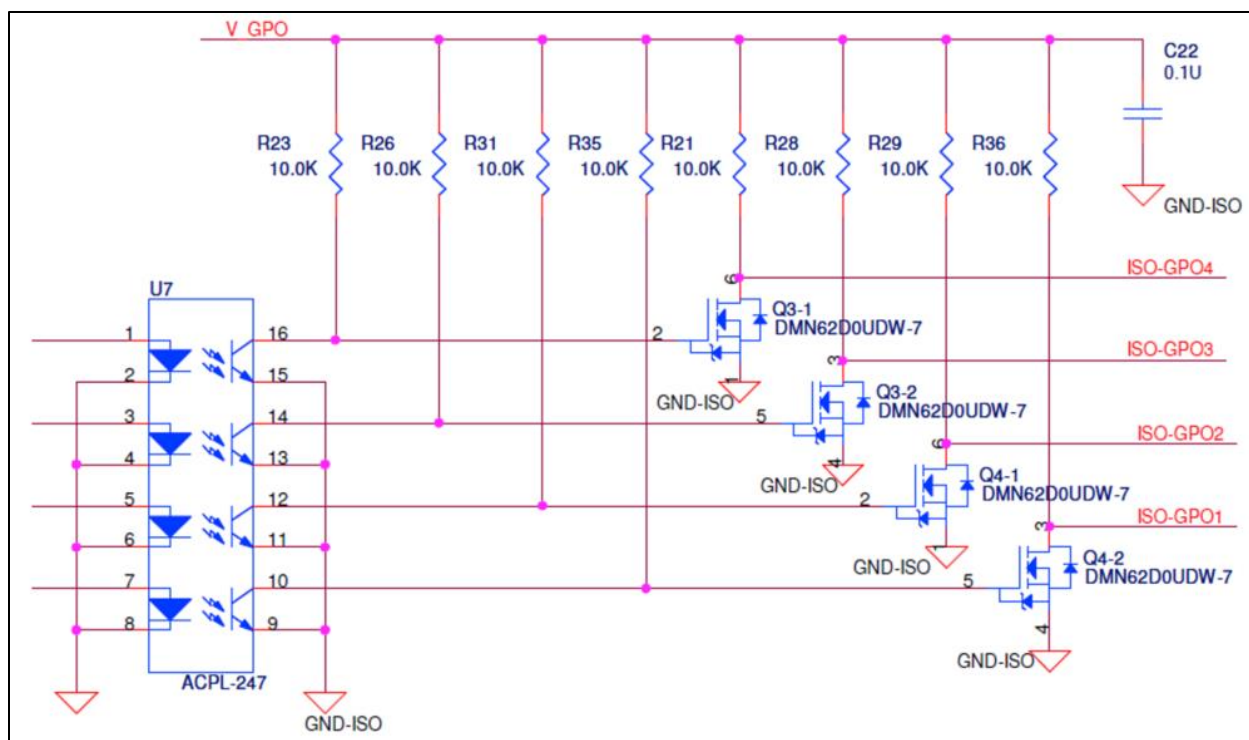 V_GPO
C22
0.1U
R23 R26 R31 R35 R21 R28 R29 R36
10.0K 10.0K 10.0K 10.0K 10.0K 10.0K 10.0K 10.0K
GND-ISO
ISO-GPO4
6
U7
Q3-1
DMN62D0UDW-7
1 16 2
ISO-GPO3
3
2 15 1
GND-ISO
Q3-2
DMN62D0UDW-7
3 14 5
ISO-GPO2
6
4 13 4
GND-ISO
Q4-1
DMN62D0UDW-7
5 12 2
ISO-GPO1
3
6 11 1
GND-ISO
Q4-2
DMN62D0UDW-7
7 10 5
8 9 4
GND-ISO
ACPL-247
GND-ISO